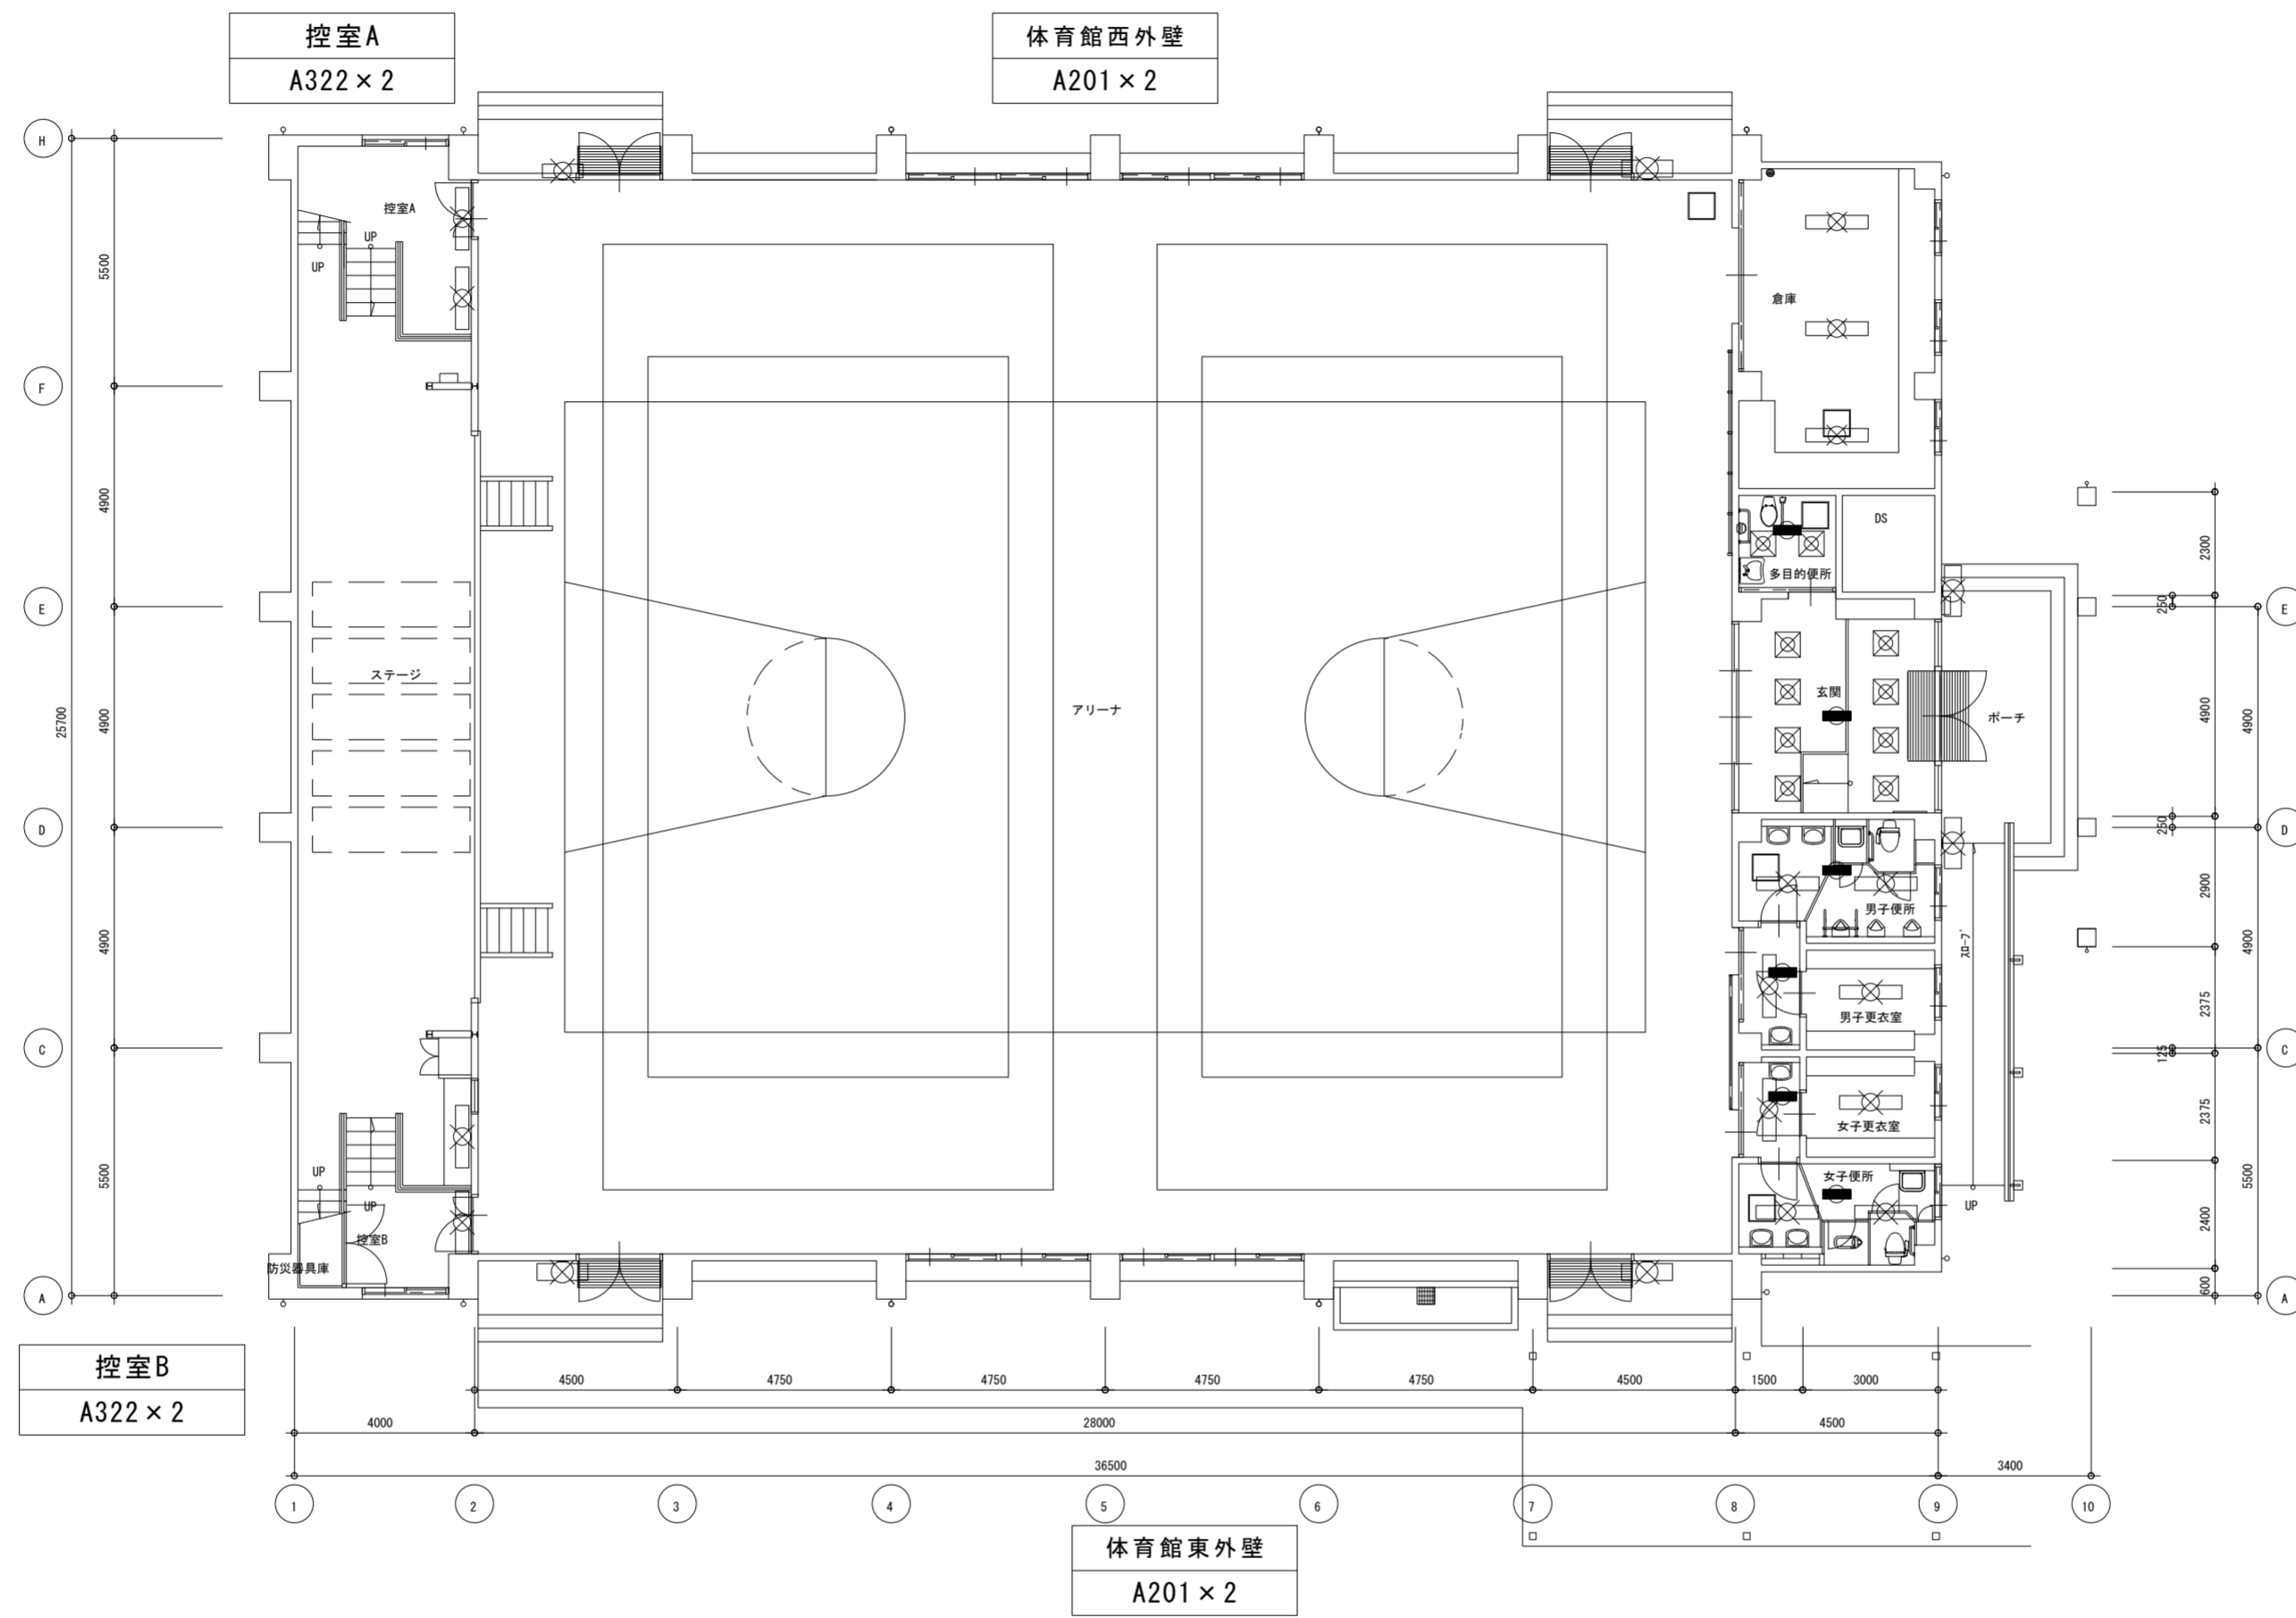 控室A
A322×2
体育館西外壁
A201×2
H
F
E
D
C
A
5500
4900
4900
4900
5500
25700
控室A
UP
UP
ステージ
UP
UP
控室B
防災器具庫
アリーナ
倉庫
DS
多目的便所
玄関
ポーチ
男子便所
男子更衣室
女子更衣室
女子便所
スロープ
UP
2300
250
4900
250
2900
2375
125
2375
2400
600
4900
4900
5500
E
D
C
A
控室B
A322×2
4500
4750
4750
4750
4750
4500
1500
3000
4000
28000
4500
36500
3400
1
2
3
4
5
6
7
8
9
10
体育館東外壁
A201×2